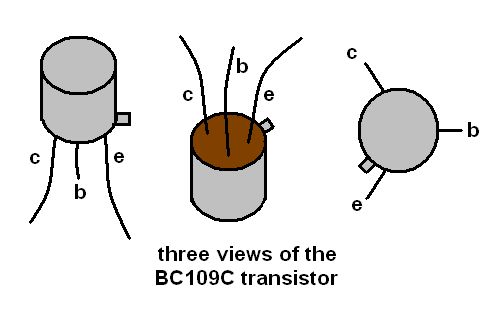 c
b
e
c
b
e
c
b
e
three views of the
BC109C transistor